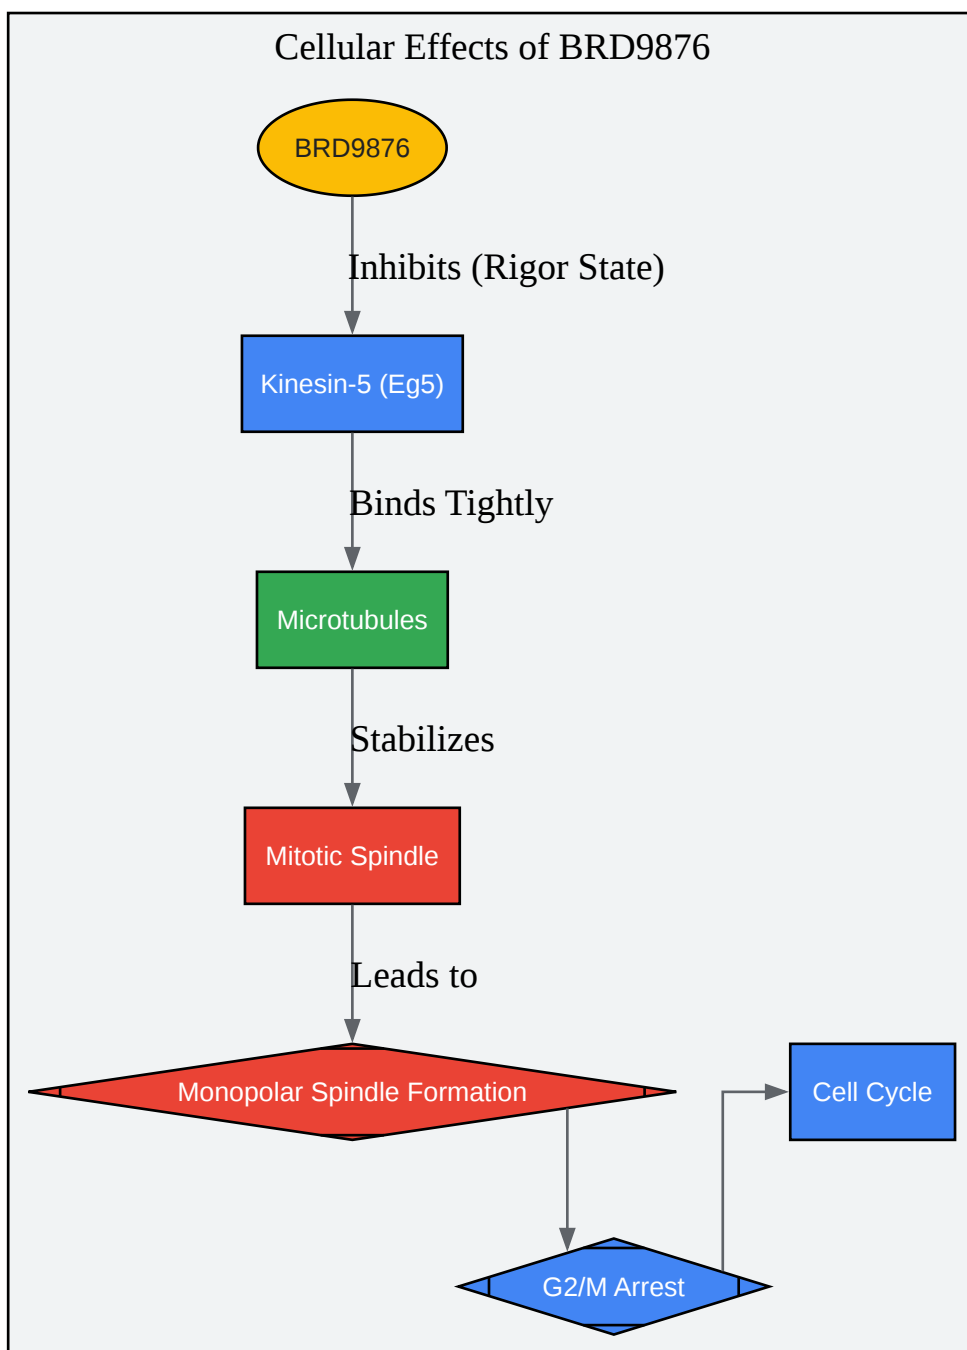 Cellular Effects of BRD9876
BRD9876
Inhibits (Rigor State)
Kinesin-5 (Eg5)
Binds Tightly
Microtubules
Stabilizes
Mitotic Spindle
Leads to
Monopolar Spindle Formation
Cell Cycle
G2/M Arrest